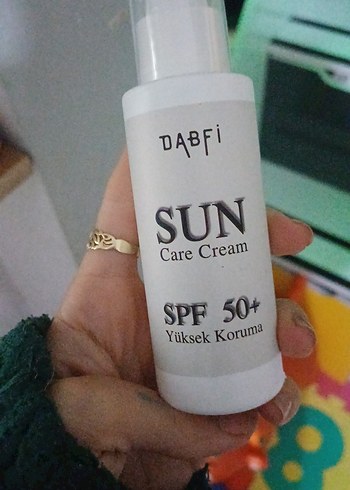 DABFİ
SUN
Care Cream
SPF 50+
Yüksek Koruma